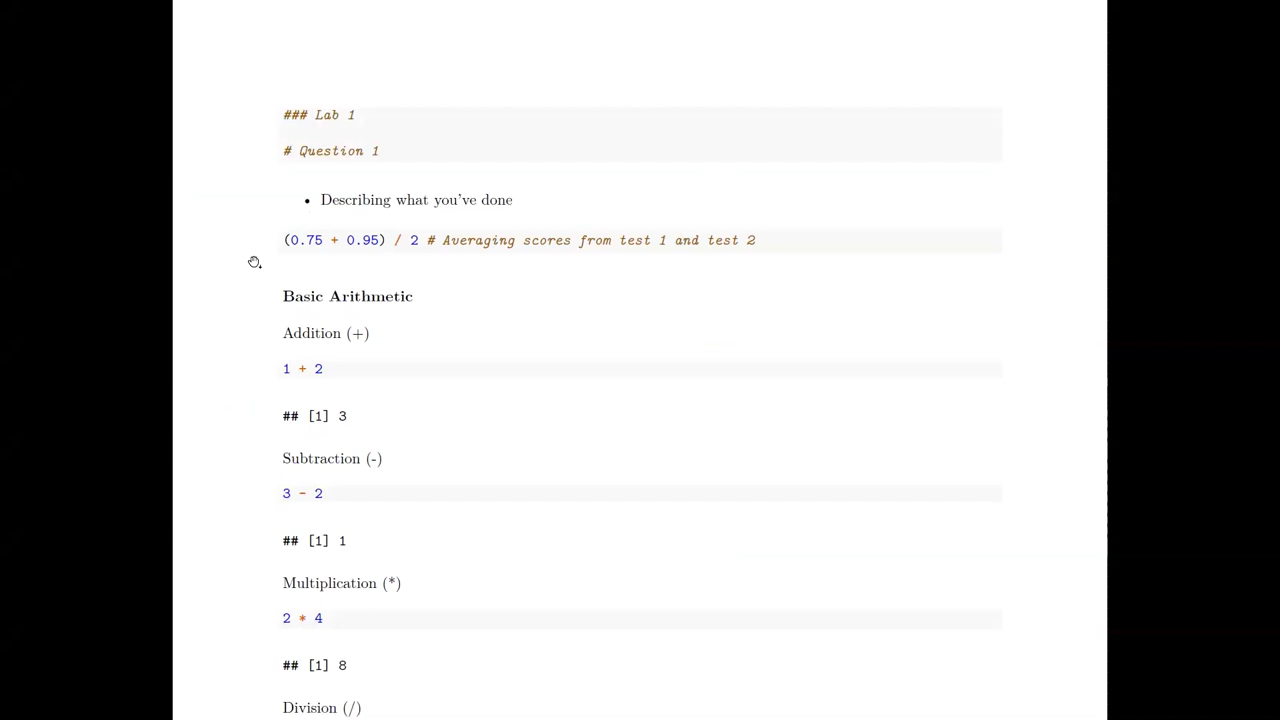 ### Lab 1
# Question 1
• Describing what you've done
(0.75 + 0.95) / 2 # Averaging scores from test 1 and test 2
Basic Arithmetic
Addition (+)
1 + 2
## [1] 3
Subtraction (-)
3 - 2
## [1] 1
Multiplication (*)
2 * 4
## [1] 8
Division (/)